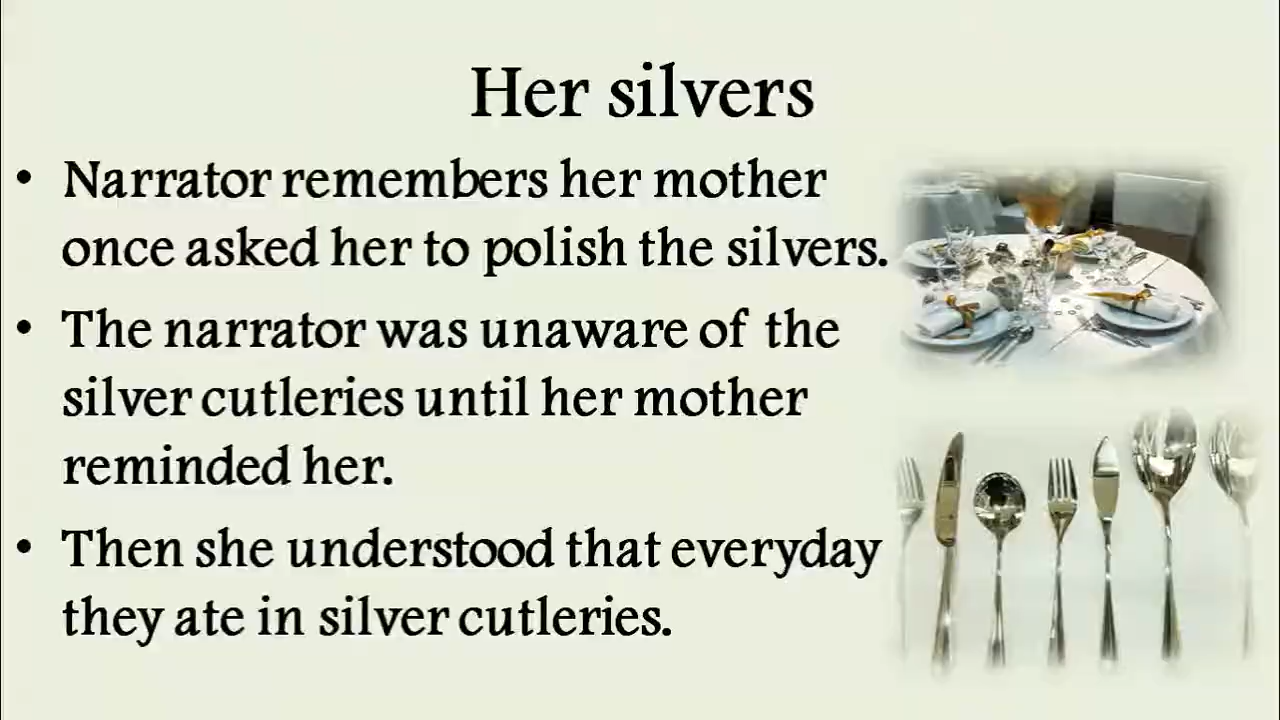 Her silvers
• Narrator remembers her mother
once asked her to polish the silvers.
• The narrator was unaware of the
silver cutleries until her mother
reminded her.
• Then she understood that everyday
they ate in silver cutleries.